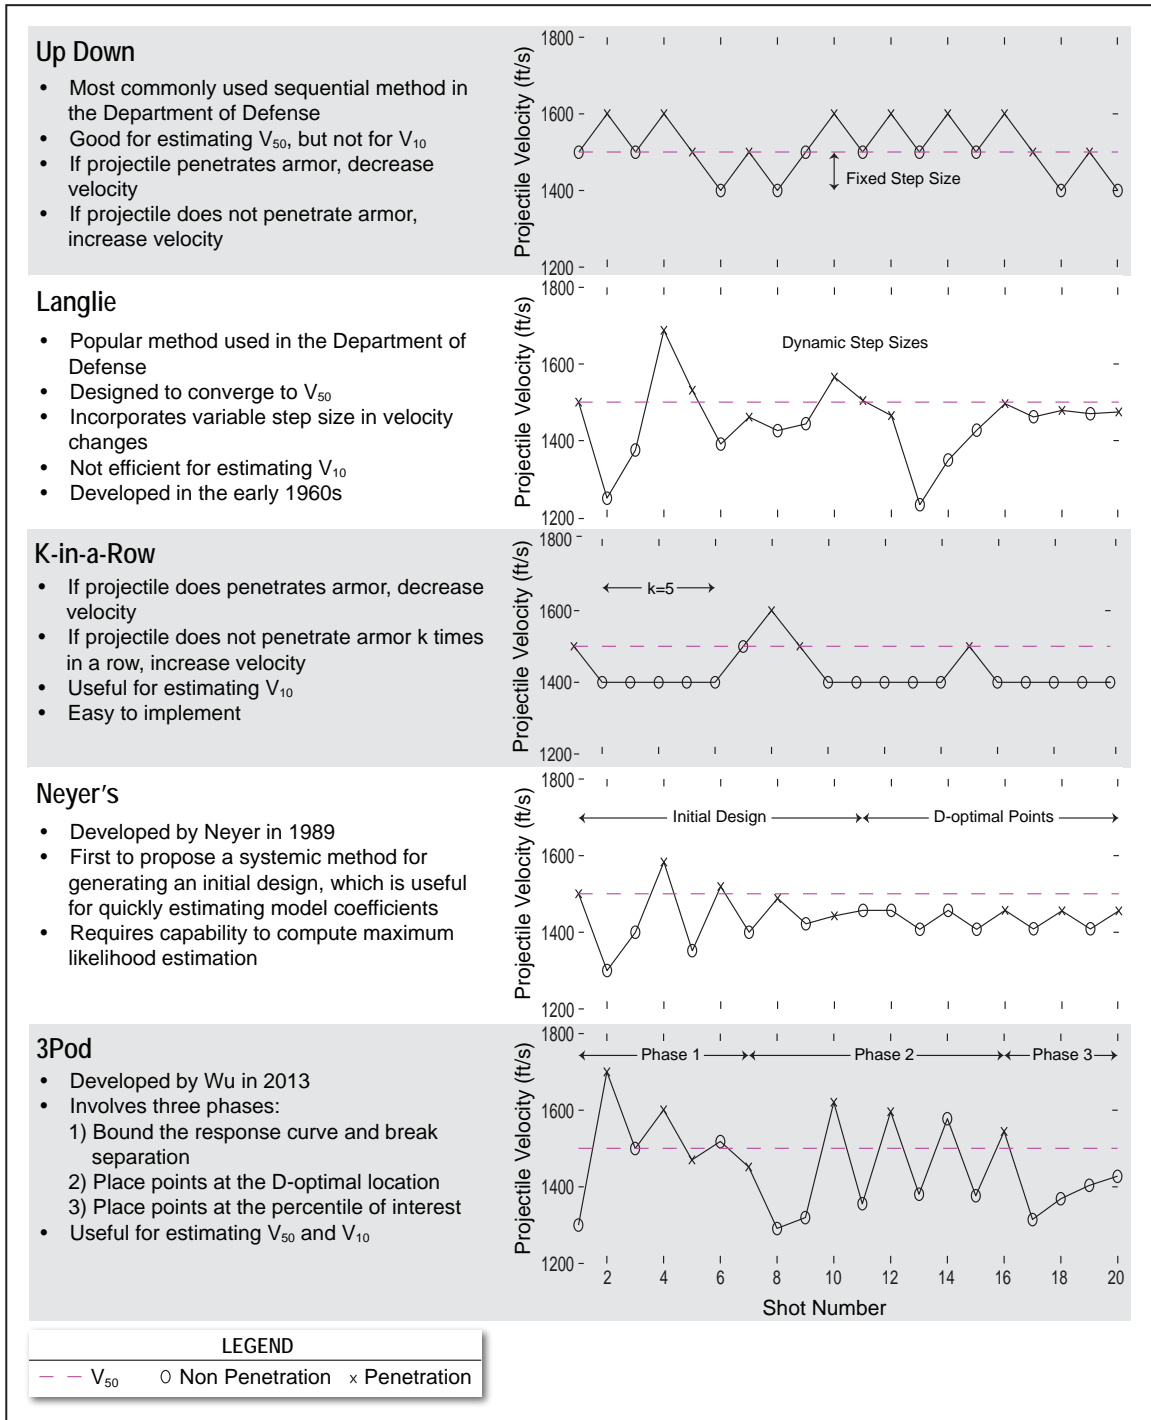 Up Down
• Most commonly used sequential method in
the Department of Defense
• Good for estimating V50, but not for V10
• If projectile penetrates armor, decrease
velocity
• If projectile does not penetrate armor,
increase velocity
Projectile Velocity (ft/s)
1800
1600
1400
1200
Fixed Step Size
Langlie
• Popular method used in the Department of
Defense
• Designed to converge to V50
• Incorporates variable step size in velocity
changes
• Not efficient for estimating V10
• Developed in the early 1960s
Projectile Velocity (ft/s)
1800
1600
1400
1200
Dynamic Step Sizes
K-in-a-Row
• If projectile does penetrates armor, decrease
velocity
• If projectile does not penetrate armor k times
in a row, increase velocity
• Useful for estimating V10
• Easy to implement
Projectile Velocity (ft/s)
1800
1600
1400
1200
k=5
Neyer's
• Developed by Neyer in 1989
• First to propose a systemic method for
generating an initial design, which is useful
for quickly estimating model coefficients
• Requires capability to compute maximum
likelihood estimation
Projectile Velocity (ft/s)
1800
1600
1400
1200
Initial Design
D-optimal Points
3Pod
• Developed by Wu in 2013
• Involves three phases:
1) Bound the response curve and break
separation
2) Place points at the D-optimal location
3) Place points at the percentile of interest
• Useful for estimating V50 and V10
Projectile Velocity (ft/s)
1800
1600
1400
1200
Phase 1
Phase 2
Phase 3
2 4 6 8 10 12 14 16 18 20
Shot Number
LEGEND
V50 Non Penetration Penetration